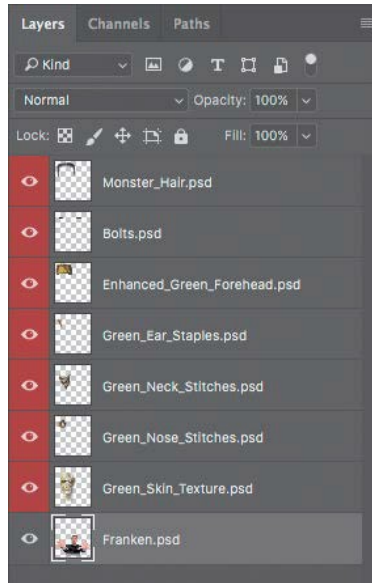 Layers Channels Paths
Kind
Normal Opacity: 100%
Lock: Fill: 100%
Monster_Hair.psd
Bolts.psd
Enhanced_Green_Forehead.psd
Green_Ear_Staples.psd
Green_Neck_Stitches.psd
Green_Nose_Stitches.psd
Green_Skin_Texture.psd
Franken.psd